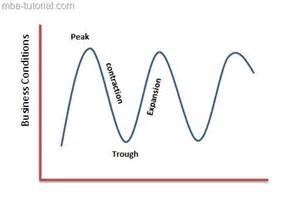 mba-tutorial.com
Peak
Business Conditions
contraction
Expansion
Trough